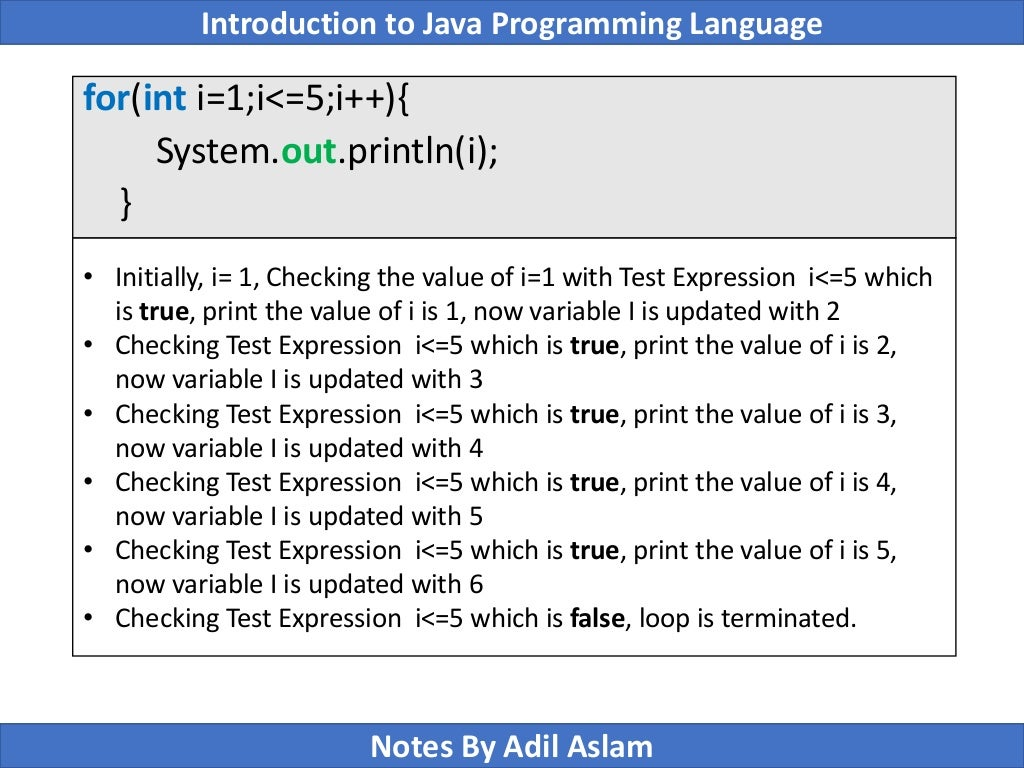 Introduction to Java Programming Language
for(int i=1;i<=5;i++){
System.out.println(i);
}
• Initially, i= 1, Checking the value of i=1 with Test Expression i<=5 which
is true, print the value of i is 1, now variable I is updated with 2
• Checking Test Expression i<=5 which is true, print the value of i is 2,
now variable I is updated with 3
• Checking Test Expression i<=5 which is true, print the value of i is 3,
now variable I is updated with 4
• Checking Test Expression i<=5 which is true, print the value of i is 4,
now variable I is updated with 5
• Checking Test Expression i<=5 which is true, print the value of i is 5,
now variable I is updated with 6
• Checking Test Expression i<=5 which is false, loop is terminated.
Notes By Adil Aslam